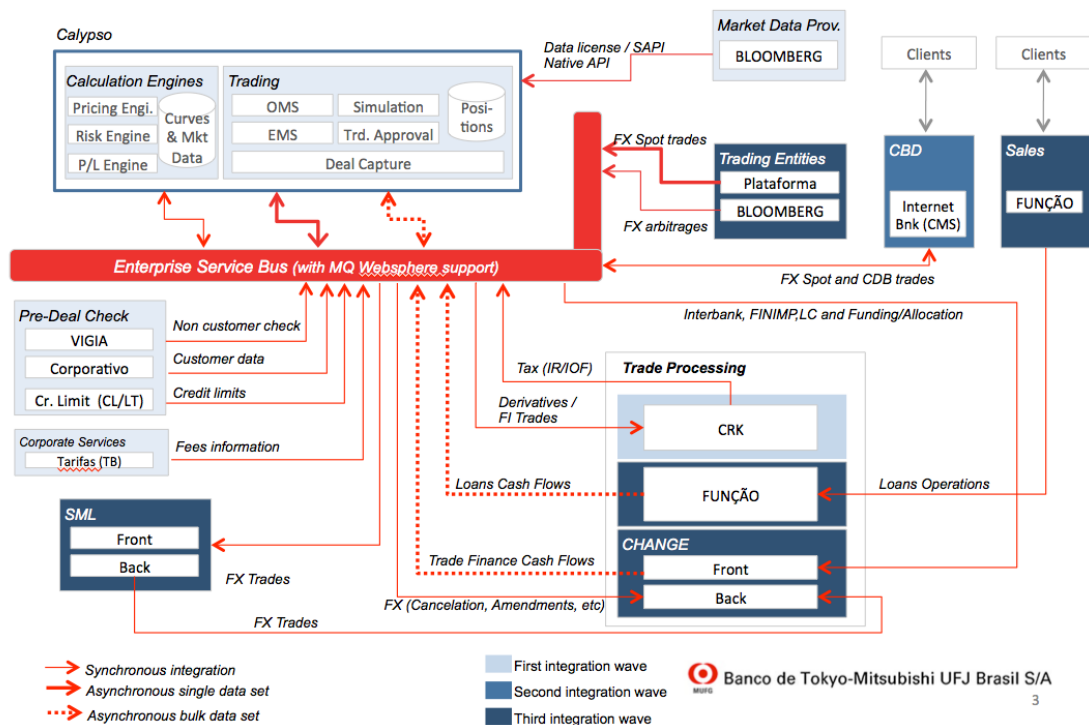 Calypso
Calculation Engines
Pricing Engi.
Risk Engine
P/L Engine
Curves
& Mkt
Data
Trading
OMS
Simulation
EMS
Trd. Approval
Deal Capture
Posi-
tions
Data license / SAPI
Native API
Market Data Prov.
BLOOMBERG
Clients
Clients
FX Spot trades
Trading Entities
Plataforma
BLOOMBERG
FX arbitrages
CBD
Internet
Bnk (CMS)
Sales
FUNÇÃO
Enterprise Service Bus (with MQ Websphere support)
FX Spot and CDB trades
Interbank, FINIMP,LC and Funding/Allocation
Pre-Deal Check
VIGIA
Corporativo
Cr. Limit (CL/LT)
Non customer check
Customer data
Credit limits
Corporate Services
Tarifas (TB)
Fees information
Tax (IR/IOF)
Derivatives /
FI Trades
Trade Processing
CRK
FUNÇÃO
Loans Cash Flows
Loans Operations
SML
Front
Back
FX Trades
FX Trades
Trade Finance Cash Flows
FX (Cancelation, Amendments, etc)
CHANGE
Front
Back
Synchronous integration
Asynchronous single data set
Asynchronous bulk data set
First integration wave
Second integration wave
Third integration wave
MUFG
Banco de Tokyo-Mitsubishi UFJ Brasil S/A
3